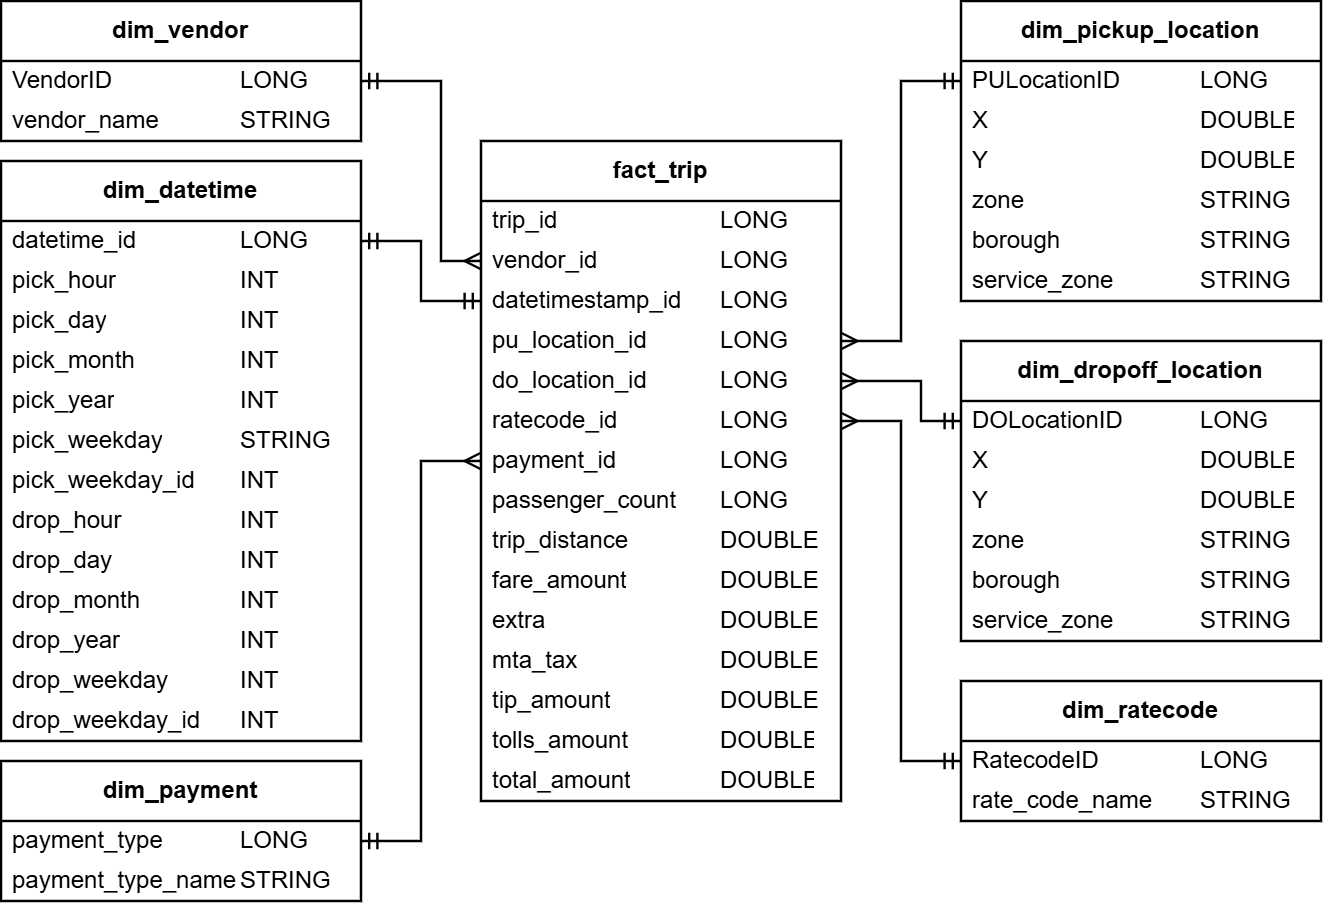 dim_vendor
VendorID LONG
vendor_name STRING
dim_datetime
datetime_id LONG
pick_hour INT
pick_day INT
pick_month INT
pick_year INT
pick_weekday STRING
pick_weekday_id INT
drop_hour INT
drop_day INT
drop_month INT
drop_year INT
drop_weekday INT
drop_weekday_id INT
dim_payment
payment_type LONG
payment_type_name STRING
fact_trip
trip_id LONG
vendor_id LONG
datetimestamp_id LONG
pu_location_id LONG
do_location_id LONG
ratecode_id LONG
payment_id LONG
passenger_count LONG
trip_distance DOUBLE
fare_amount DOUBLE
extra DOUBLE
mta_tax DOUBLE
tip_amount DOUBLE
tolls_amount DOUBLE
total_amount DOUBLE
dim_pickup_location
PULocationID LONG
X DOUBLE
Y DOUBLE
zone STRING
borough STRING
service_zone STRING
dim_dropoff_location
DOLocationID LONG
X DOUBLE
Y DOUBLE
zone STRING
borough STRING
service_zone STRING
dim_ratecode
RatecodeID LONG
rate_code_name STRING